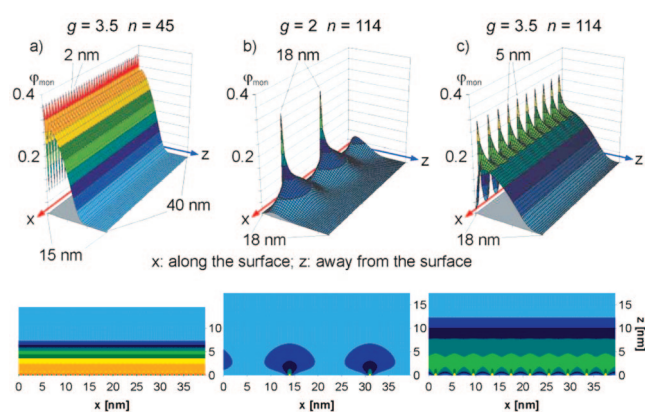 g = 3.5 n = 45
g = 2 n = 114
g = 3.5 n = 114
a)
2 nm
φmon
0.4
0.2
z
x
40 nm
15 nm
b)
18 nm
φmon
0.4
0.2
z
x
18 nm
c)
5 nm
φmon
0.4
0.2
z
x
18 nm
x: along the surface; z: away from the surface
10
5
0
0 5 10 15 20 25 30 35
x [nm]
15
10
5
0
0 5 10 15 20 25 30 35
x [nm]
15
10
5
0
z [nm]
0 5 10 15 20 25 30 35
x [nm]